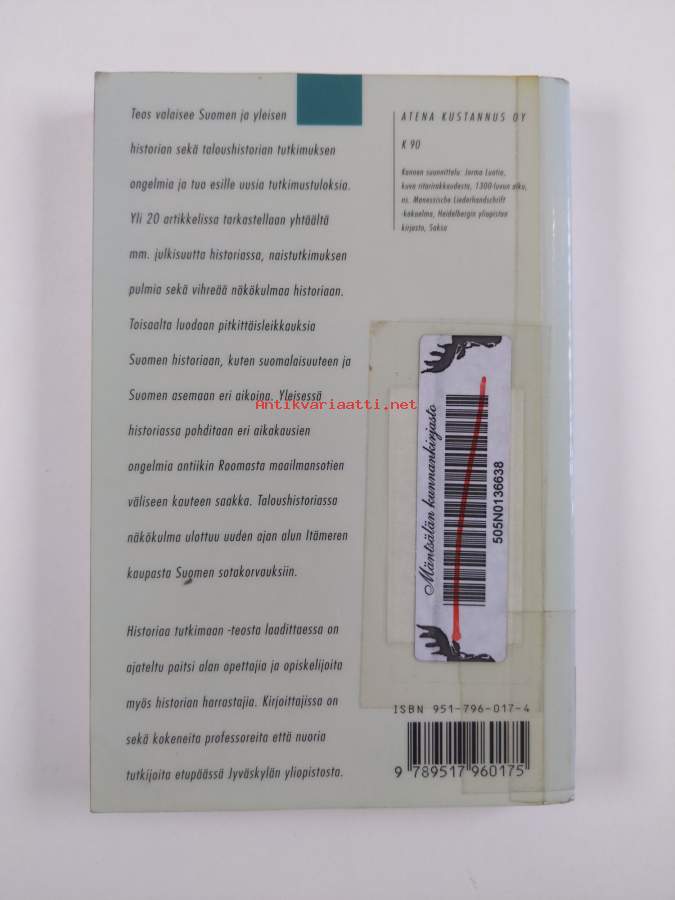 Teos valaisee Suomen ja yleisen
historian sekä taloushistorian tutkimuksen
ongelmia ja tuo esille uusia tutkimustuloksia.
Yli 20 artikkelissa tarkastellaan yhtäältä
mm. julkisuutta historiassa, naistutkimuksen
pulmia sekä vihreää näkökulmaa historiaan.
Toisaalta luodaan pitkittäisleikkauksia
Suomen historiaan, kuten suomalaisuuteen ja
Suomen asemaan eri aikoina. Yleisessä
historiassa pohditaan eri aikakausien
ongelmia antiikin Roomasta maailmansotien
väliseen kauteen saakka. Taloushistoriassa
näkökulma ulottuu uuden ajan alun Itämeren
kaupasta Suomen sotakorvauksiin.
Historiaa tutkimaan -teosta laadittaessa on
ajateltu paitsi alan opettajia ja opiskelijoita
myös historian harrastajia. Kirjoittajissa on
sekä kokeneita professoreita että nuoria
tutkijoita etupäässä Jyväskylän yliopistosta.
ATENA KUSTANNUS OY
K 90
Kannen suunnittelu: Jorma Luotio,
kuva ritarirakkaudesta, 1300-luvun alku,
ns. Manessische Liederhandschrift
-kokoelma, Heidelbergin yliopiston
kirjasto, Saksa
Antikvariaatti.net
Mäntsälän kunnankirjasto
505N0136638
ISBN 951-796-017-4
9 789517 960175